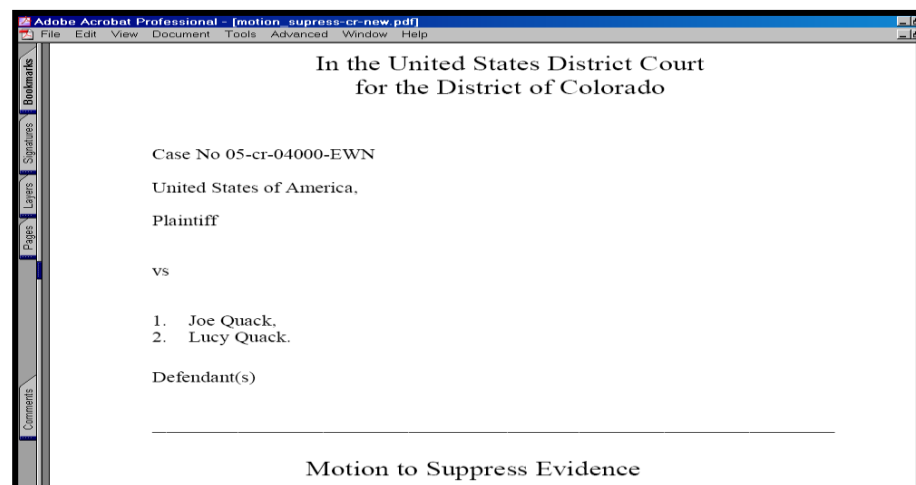 Adobe Acrobat Professional - [motion_supress-cr-new.pdf]
File Edit View Document Tools Advanced Window Help
Bookmarks
Signatures
Layers
Pages
Comments
In the United States District Court
for the District of Colorado
Case No 05-cr-04000-EWN
United States of America,
Plaintiff
vs
1. Joe Quack,
2. Lucy Quack.
Defendant(s)
Motion to Suppress Evidence